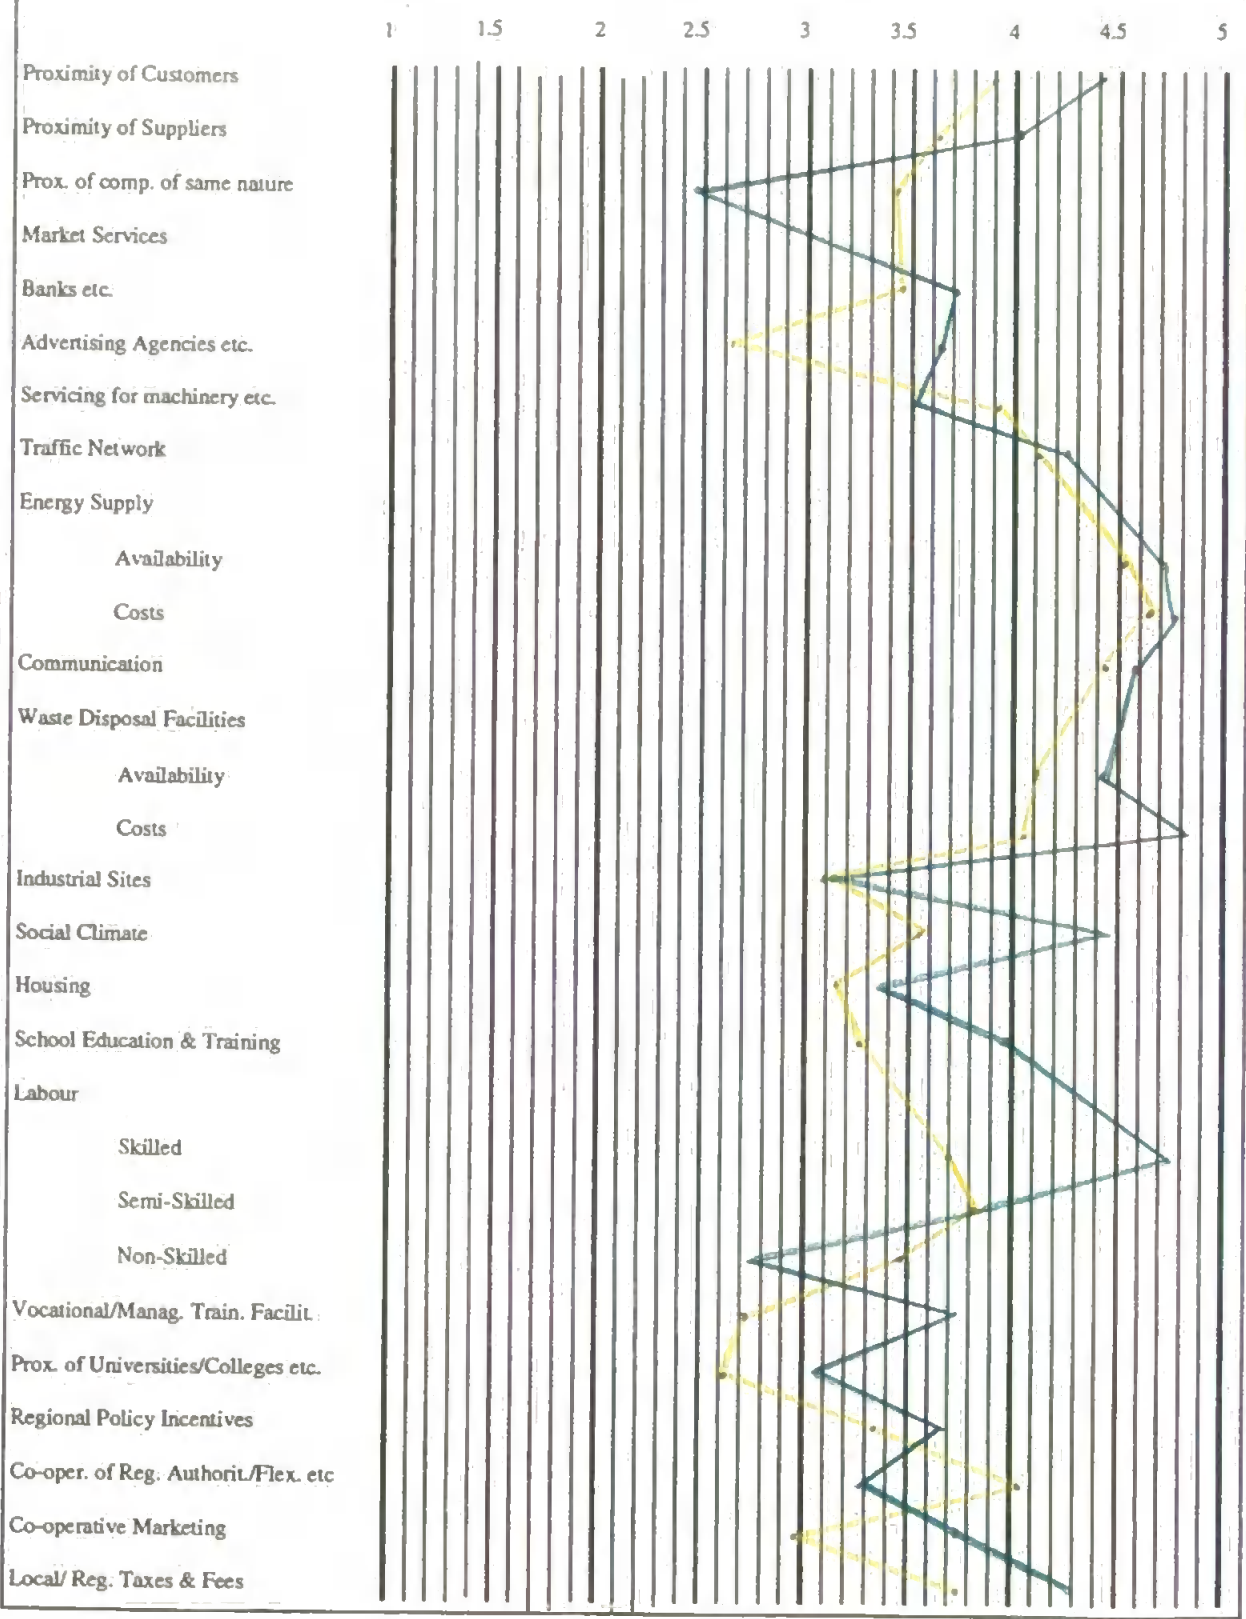 1 1.5 2 2.5 3 3.5 4 4.5 5
Proximity of Customers
Proximity of Suppliers
Prox. of comp. of same nature
Market Services
Banks etc.
Advertising Agencies etc.
Servicing for machinery etc.
Traffic Network
Energy Supply
Availability
Costs
Communication
Waste Disposal Facilities
Availability
Costs
Industrial Sites
Social Climate
Housing
School Education & Training
Labour
Skilled
Semi-Skilled
Non-Skilled
Vocational/Manag. Train. Facilit.
Prox. of Universities/Colleges etc.
Regional Policy Incentives
Co-oper. of Reg. Authorit./Flex. etc
Co-operative Marketing
Local/ Reg. Taxes & Fees